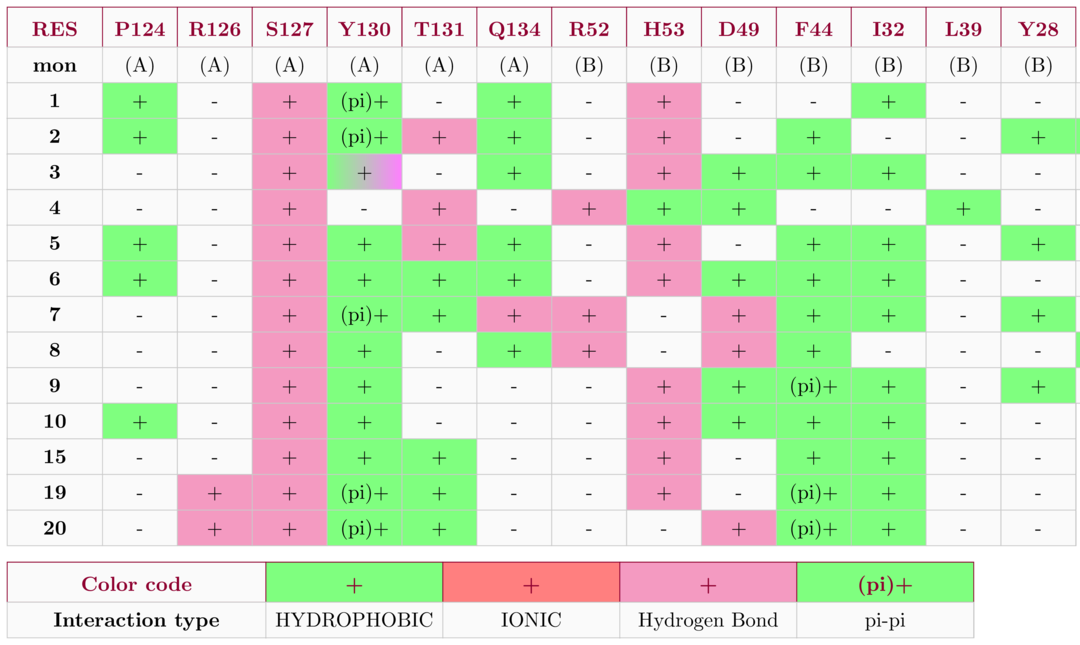 RES P124 R126 S127 Y130 T131 Q134 R52 H53 D49 F44 I32 L39 Y28
mon (A) (A) (A) (A) (A) (A) (B) (B) (B) (B) (B) (B) (B)
1 + - + (pi)+ - + - + - - + - -
2 + - + (pi)+ + + - + - + - - +
3 - - + + - + - + + + + - -
4 - - + - + - + + + - - + -
5 + - + + + + - + - + + - +
6 + - + + + + - + + + + - -
7 - - + (pi)+ + + + - + + + - +
8 - - + + - + + - + + - - -
9 - - + + - - - + + (pi)+ + - +
10 + - + + - - - + + + + - -
15 - - + + + - - + - + + - -
19 - + + (pi)+ + - - + - (pi)+ + - -
20 - + + (pi)+ + - - - + (pi)+ + - -
Color code + + + (pi)+
Interaction type HYDROPHOBIC IONIC Hydrogen Bond pi-pi